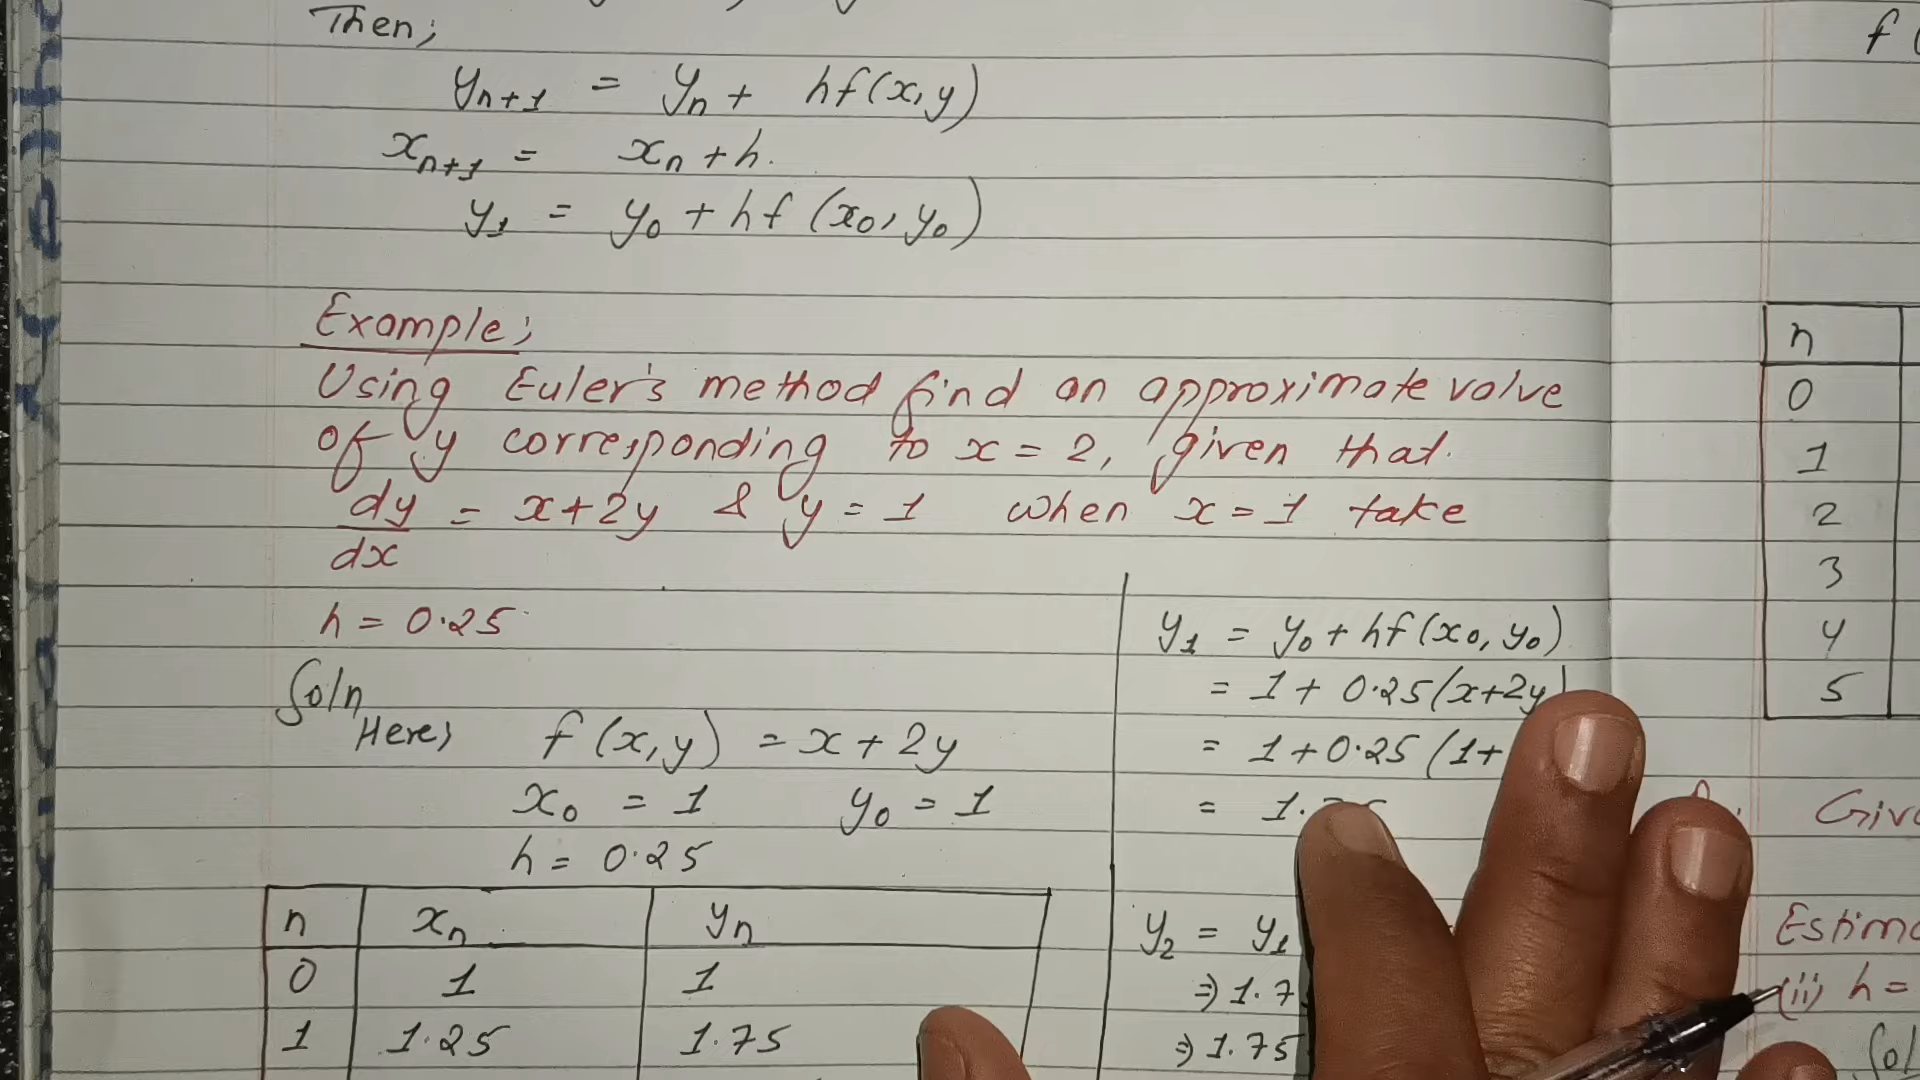 Then;
yₙ₊₁ = yₙ + hf(x,y)
xₙ₊₁ = xₙ + h.
y₁ = y₀ + hf (x₀, y₀)
Example;
Using Euler's method find an approximate valve
of y corresponding to x = 2, given that.
dy/dx = x+2y & y = 1 when x = 1 take
h = 0.25
Soln
Here; f (x, y) = x + 2y
x₀ = 1 y₀ = 1
h = 0.25
n xₙ yₙ
0 1 1
1 1.25 1.75
y₁ = y₀ + hf (x₀, y₀)
= 1 + 0.25(x+2y)
= 1 + 0.25 (1+
= 1.
y₂ = y₁
⇒ 1.7
⇒ 1.75
f (
n
0
1
2
3
4
5
(ii) h =
Sol